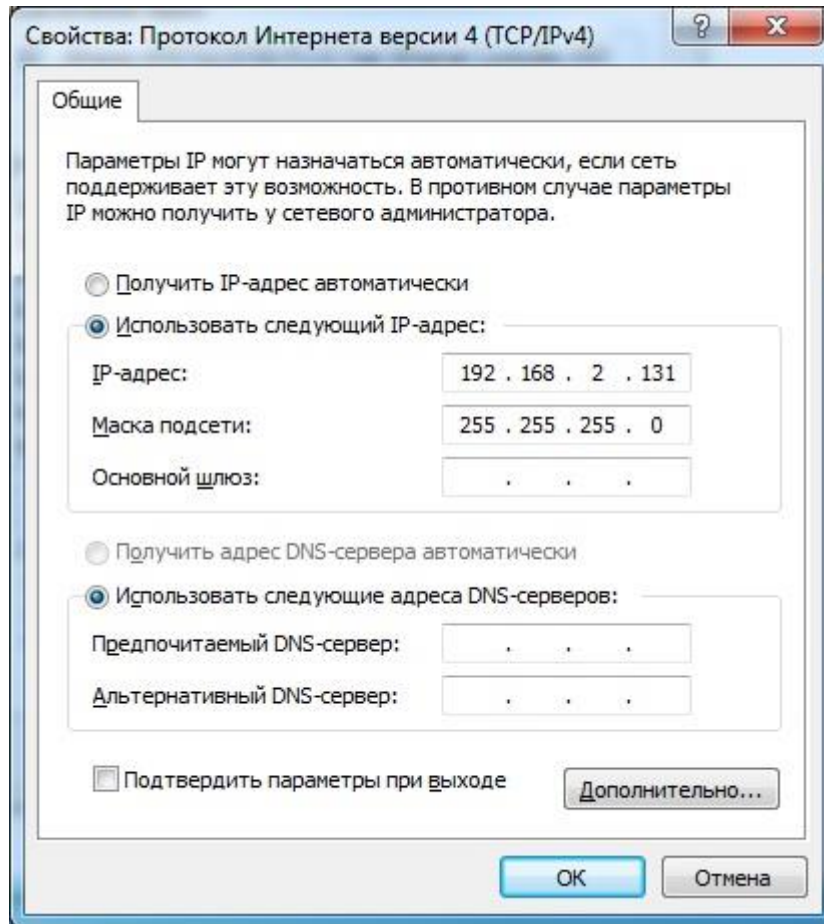 Свойства: Протокол Интернета версии 4 (TCP/IPv4)
Общие
Параметры IP могут назначаться автоматически, если сеть
поддерживает эту возможность. В противном случае параметры
IP можно получить у сетевого администратора.
Получить IP-адрес автоматически
Использовать следующий IP-адрес:
IP-адрес: 192 . 168 . 2 . 131
Маска подсети: 255 . 255 . 255 . 0
Основной шлюз: . . .
Получить адрес DNS-сервера автоматически
Использовать следующие адреса DNS-серверов:
Предпочитаемый DNS-сервер: . . .
Альтернативный DNS-сервер: . . .
Подтвердить параметры при выходе
Дополнительно...
ОК Отмена